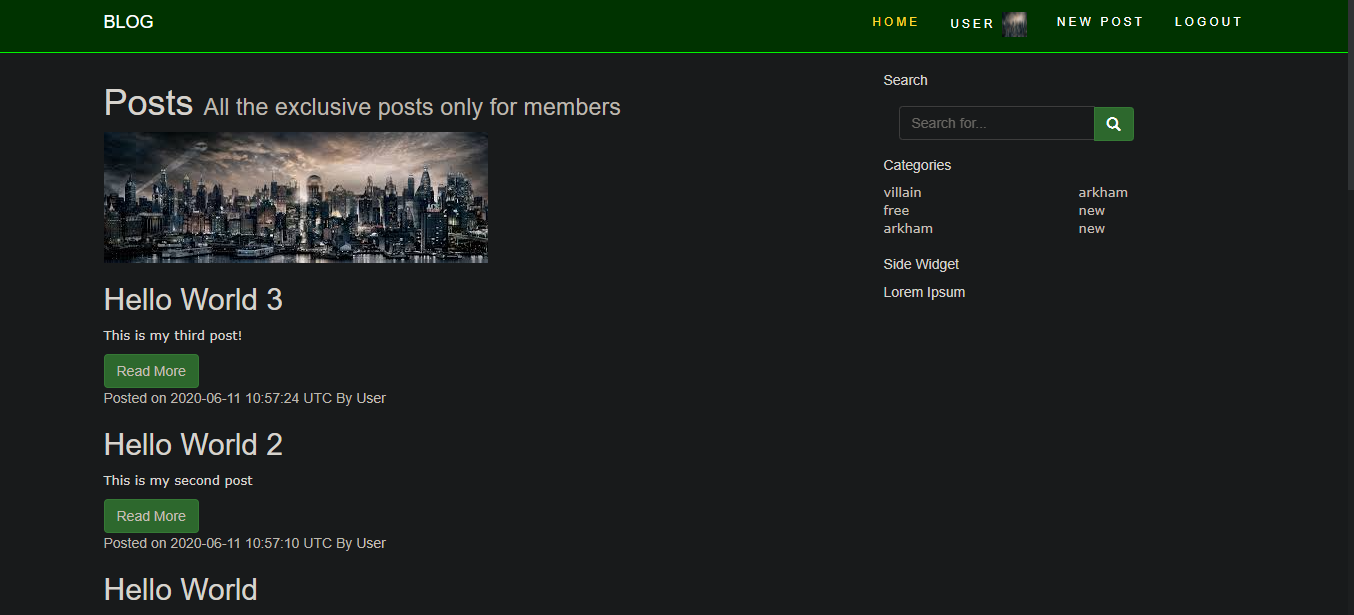 BLOG
HOME
USER
NEW POST
LOGOUT
Posts All the exclusive posts only for members
Hello World 3
This is my third post!
Read More
Posted on 2020-06-11 10:57:24 UTC By User
Hello World 2
This is my second post
Read More
Posted on 2020-06-11 10:57:10 UTC By User
Hello World
Search
Search for...
Categories
villain
free
arkham
arkham
new
new
Side Widget
Lorem Ipsum